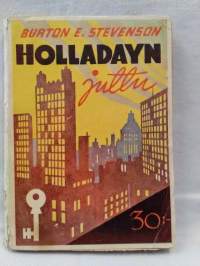 BURTON E. STEVENSON
HOLLADAYN
juttu
30:-